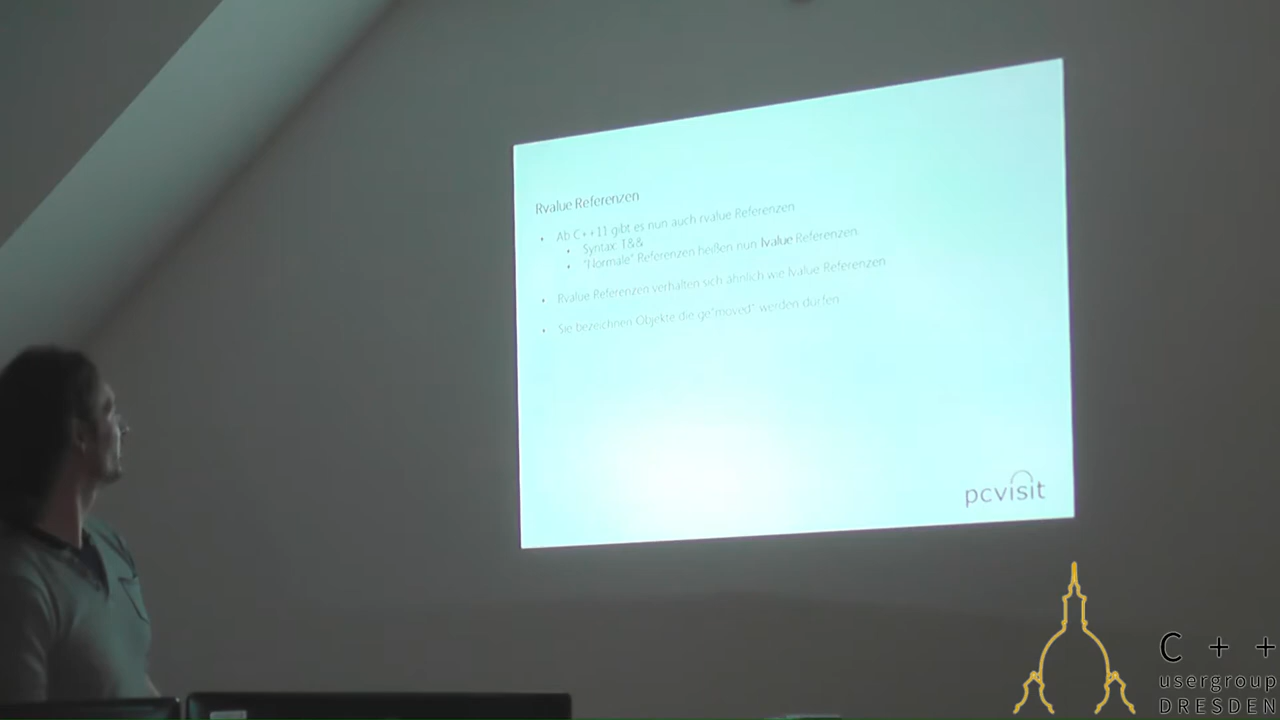 Rvalue Referenzen
• Ab C++11 gibt es nun auch rvalue Referenzen
• Syntax: T&&
• "Normale" Referenzen heißen nun lvalue Referenzen
• Rvalue Referenzen verhalten sich ähnlich wie lvalue Referenzen
• Sie bezeichnen Objekte die ge"moved" werden dürfen
pcvisit
C++
usergroup
DRESDEN